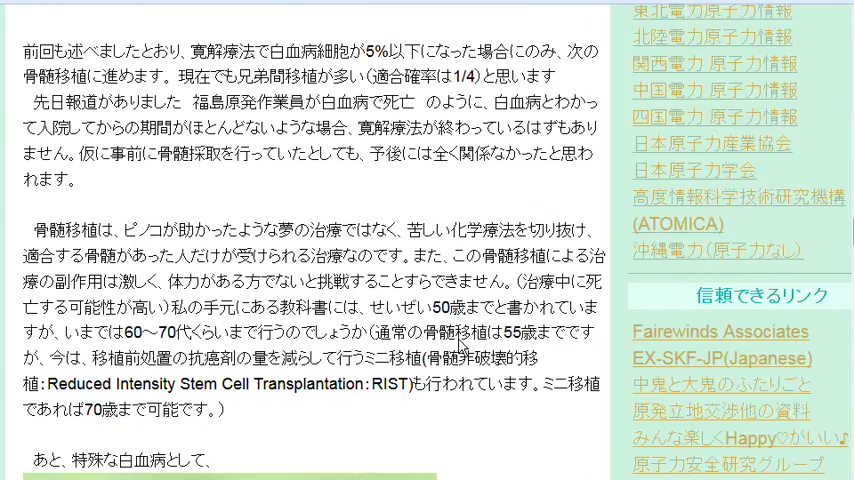 前回も述べましたとおり、寛解療法で白血病細胞が5%以下になった場合にのみ、次の
骨髄移植に進めます。 現在でも兄弟間移植が多い（適合確率は1/4）と思います
先日報道がありました　福島原発作業員が白血病で死亡　のように、白血病とわかっ
て入院してからの期間がほとんどないような場合、寛解療法が終わっているはずもあり
ません。仮に事前に骨髄採取を行っていたとしても、予後には全く関係なかったと思わ
れます。
骨髄移植は、ピノコが助かったような夢の治療ではなく、苦しい化学療法を切り抜け、
適合する骨髄があった人だけが受けられる治療なのです。また、この骨髄移植による治
療の副作用は激しく、体力がある方でないと挑戦することすらできません。（治療中に死
亡する可能性が高い）私の手元にある教科書には、せいぜい50歳までと書かれていま
すが、いまでは60～70代くらいまで行うのでしょうか（通常の骨髄移植は55歳までです
が、今は、移植前処置の抗癌剤の量を減らして行うミニ移植(骨髄非破壊的移
植：Reduced Intensity Stem Cell Transplantation：RIST)も行われています。ミニ移植
であれば70歳まで可能です。）
あと、特殊な白血病として、
東北電力原子力情報
北陸電力原子力情報
関西電力 原子力情報
中国電力 原子力情報
四国電力 原子力情報
日本原子力産業協会
日本原子力学会
高度情報科学技術研究機構
(ATOMICA)
沖縄電力（原子力なし）
信頼できるリンク
Fairewinds Associates
EX-SKF-JP(Japanese)
中鬼と大鬼のふたりごと
原発立地交渉他の資料
みんな楽しくHappy♡がいい♪
原子力安全研究グループ